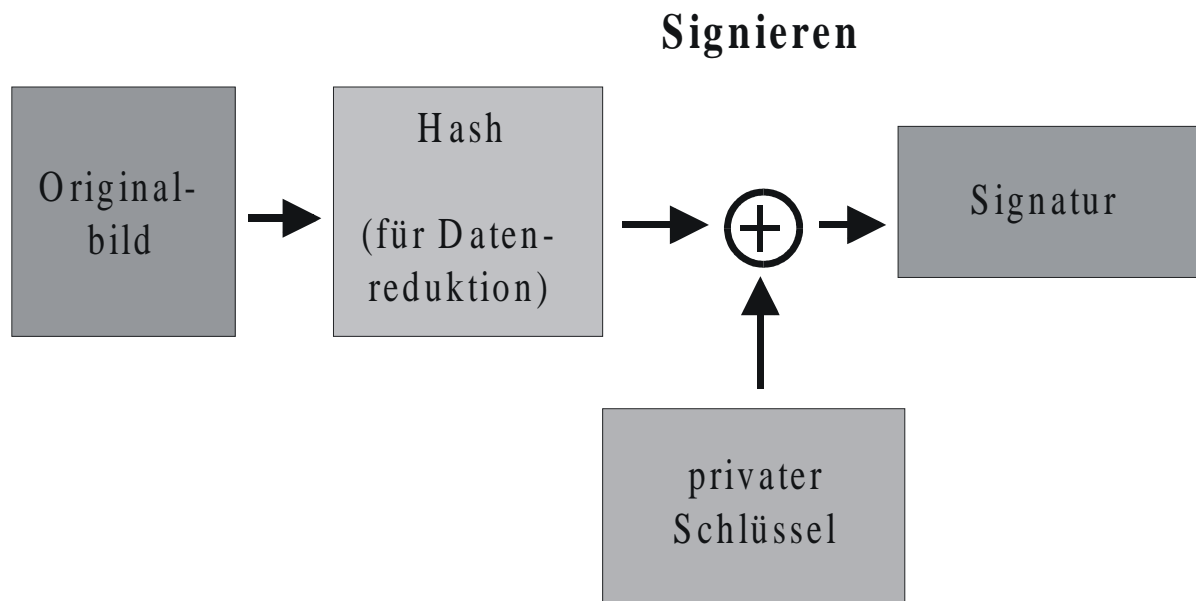 Signieren
Original-
bild
Hash
(für Daten-
reduktion)
Signatur
privater
Schlüssel